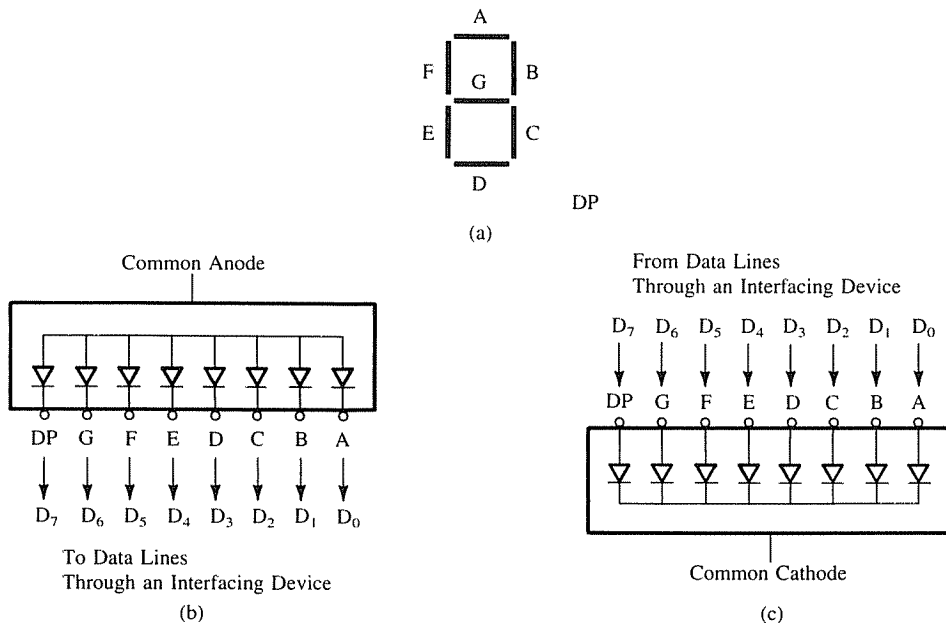 A
F
G
B
E
C
D
DP
(a)
Common Anode
DP G F E D C B A
D₇ D₆ D₅ D₄ D₃ D₂ D₁ D₀
To Data Lines
Through an Interfacing Device
(b)
From Data Lines
Through an Interfacing Device
D₇ D₆ D₅ D₄ D₃ D₂ D₁ D₀
DP G F E D C B A
Common Cathode
(c)